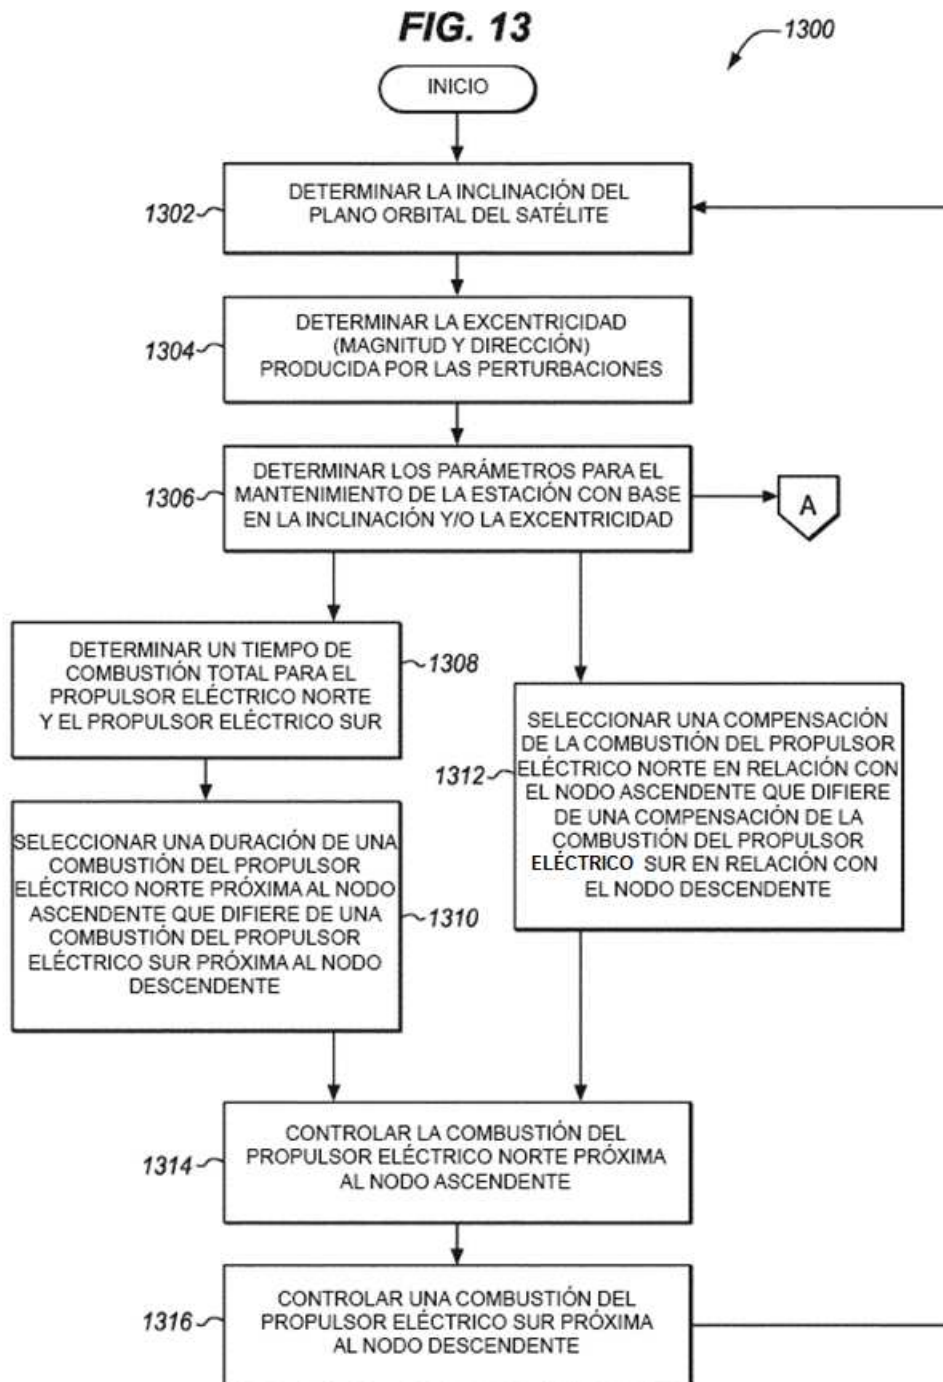 FIG. 13
1300
INICIO
1302
DETERMINAR LA INCLINACIÓN DEL
PLANO ORBITAL DEL SATÉLITE
1304
DETERMINAR LA EXCENTRICIDAD
(MAGNITUD Y DIRECCIÓN)
PRODUCIDA POR LAS PERTURBACIONES
1306
DETERMINAR LOS PARÁMETROS PARA EL
MANTENIMIENTO DE LA ESTACIÓN CON BASE
EN LA INCLINACIÓN Y/O LA EXCENTRICIDAD
A
DETERMINAR UN TIEMPO DE
COMBUSTIÓN TOTAL PARA EL
PROPULSOR ELÉCTRICO NORTE
Y EL PROPULSOR ELÉCTRICO SUR
1308
SELECCIONAR UNA DURACIÓN DE UNA
COMBUSTIÓN DEL PROPULSOR
ELÉCTRICO NORTE PRÓXIMA AL NODO
ASCENDENTE QUE DIFIERE DE UNA
COMBUSTIÓN DEL PROPULSOR
ELÉCTRICO SUR PRÓXIMA AL NODO
DESCENDENTE
1310
1312
SELECCIONAR UNA COMPENSACIÓN
DE LA COMBUSTIÓN DEL PROPULSOR
ELÉCTRICO NORTE EN RELACIÓN CON
EL NODO ASCENDENTE QUE DIFIERE
DE UNA COMPENSACIÓN DE LA
COMBUSTIÓN DEL PROPULSOR
ELÉCTRICO SUR EN RELACIÓN CON
EL NODO DESCENDENTE
1314
CONTROLAR LA COMBUSTIÓN DEL
PROPULSOR ELÉCTRICO NORTE PRÓXIMA
AL NODO ASCENDENTE
1316
CONTROLAR UNA COMBUSTIÓN DEL
PROPULSOR ELÉCTRICO SUR PRÓXIMA
AL NODO DESCENDENTE